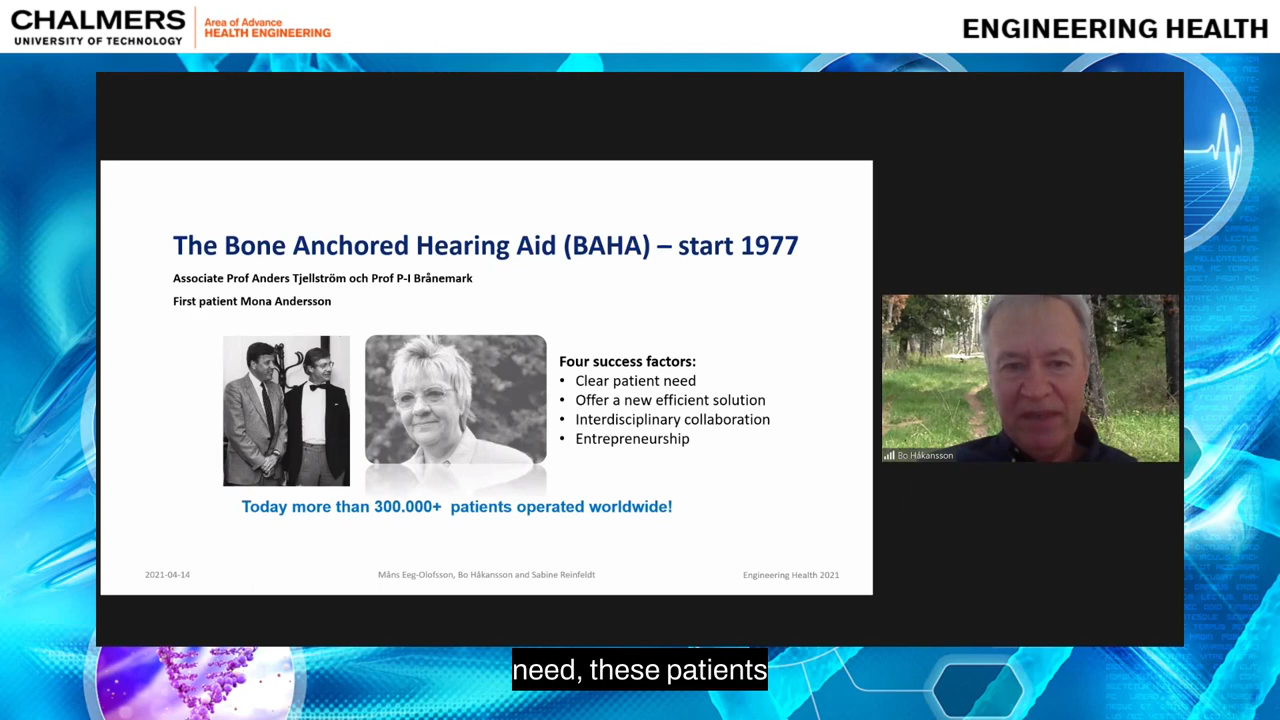 CHALMERS
UNIVERSITY OF TECHNOLOGY
Area of Advance
HEALTH ENGINEERING
ENGINEERING HEALTH
The Bone Anchored Hearing Aid (BAHA) – start 1977
Associate Prof Anders Tjellström och Prof P-I Brånemark
First patient Mona Andersson
Four success factors:
• Clear patient need
• Offer a new efficient solution
• Interdisciplinary collaboration
• Entrepreneurship
Today more than 300.000+ patients operated worldwide!
Bo Håkansson
2021-04-14
Måns Eeg-Olofsson, Bo Håkansson and Sabine Reinfeldt
Engineering Health 2021
need, these patients